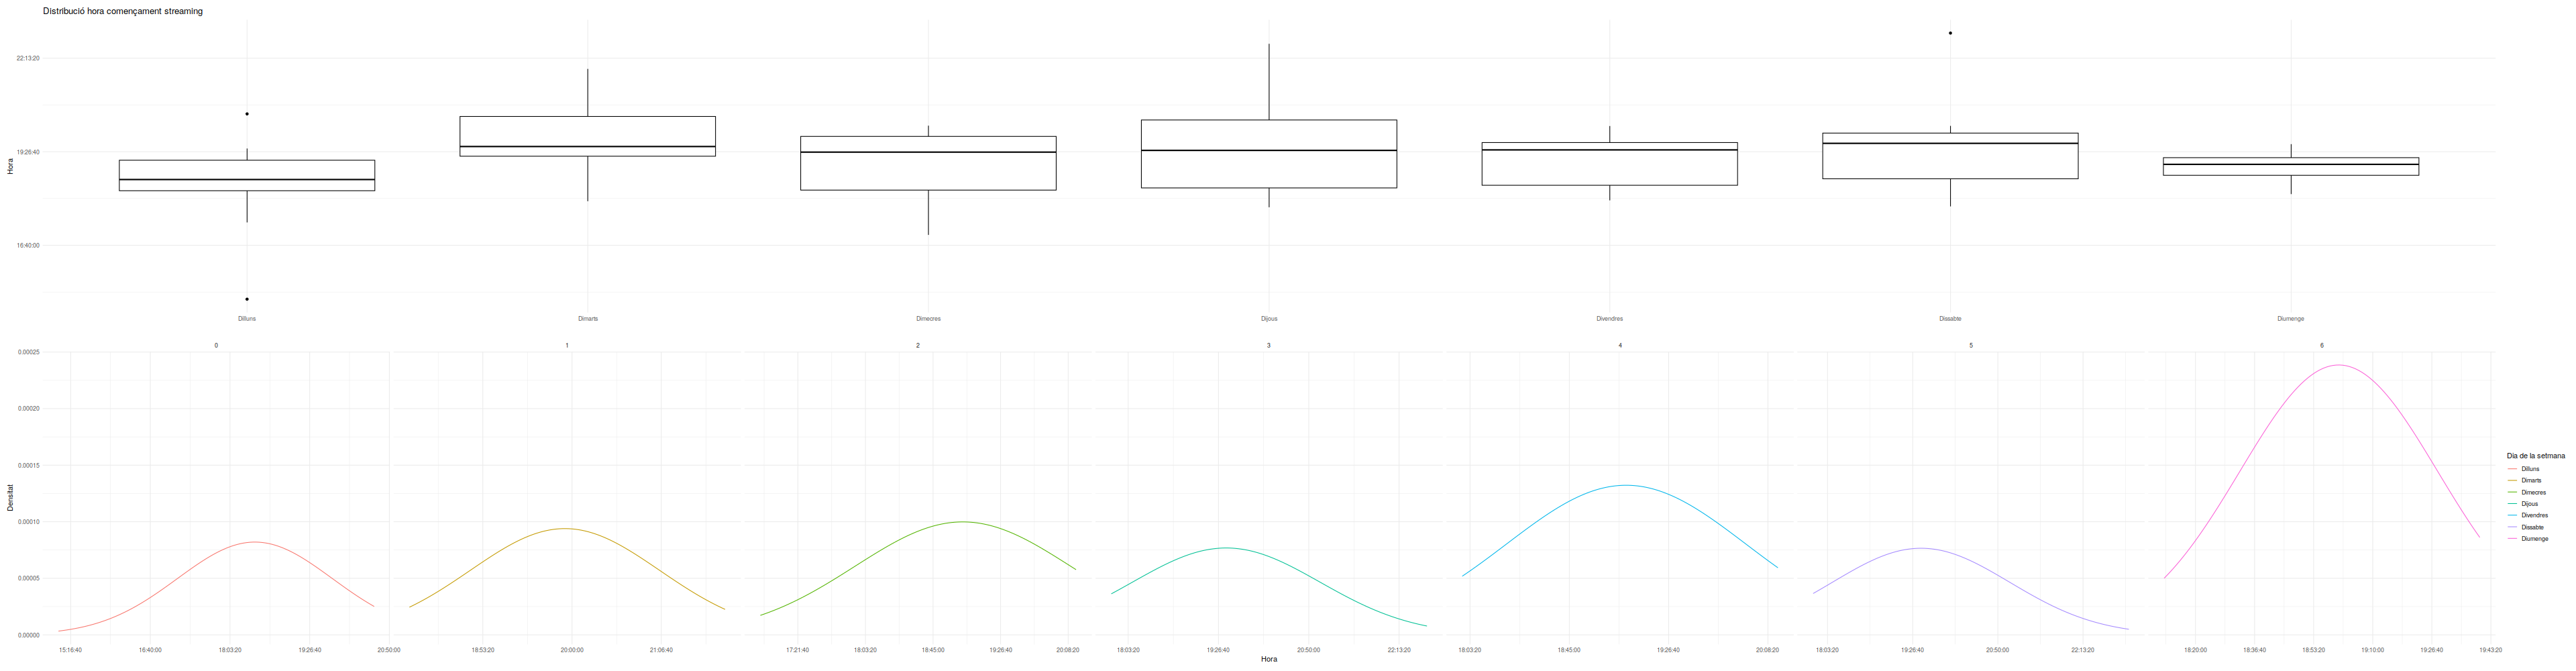 Distribució hora començament streaming
Hora
22:13:20
19:26:40
16:40:00
Dilluns Dimarts Dimecres Dijous Divendres Dissabte Diumenge
0 1 2 3 4 5 6
Densitat
0.00025
0.00020
0.00015
0.00010
0.00005
0.00000
15:16:40 16:40:00 18:03:20 19:26:40 20:50:00 18:53:20 20:00:00 21:06:40 17:21:40 18:03:20 18:45:00 19:26:40 20:08:20 18:03:20 19:26:40 20:50:00 22:13:20 18:03:20 18:45:00 19:26:40 20:08:20 18:03:20 19:26:40 20:50:00 22:13:20 18:20:00 18:36:40 18:53:20 19:10:00 19:26:40 19:43:20
Hora
Dia de la setmana
Dilluns
Dimarts
Dimecres
Dijous
Divendres
Dissabte
Diumenge